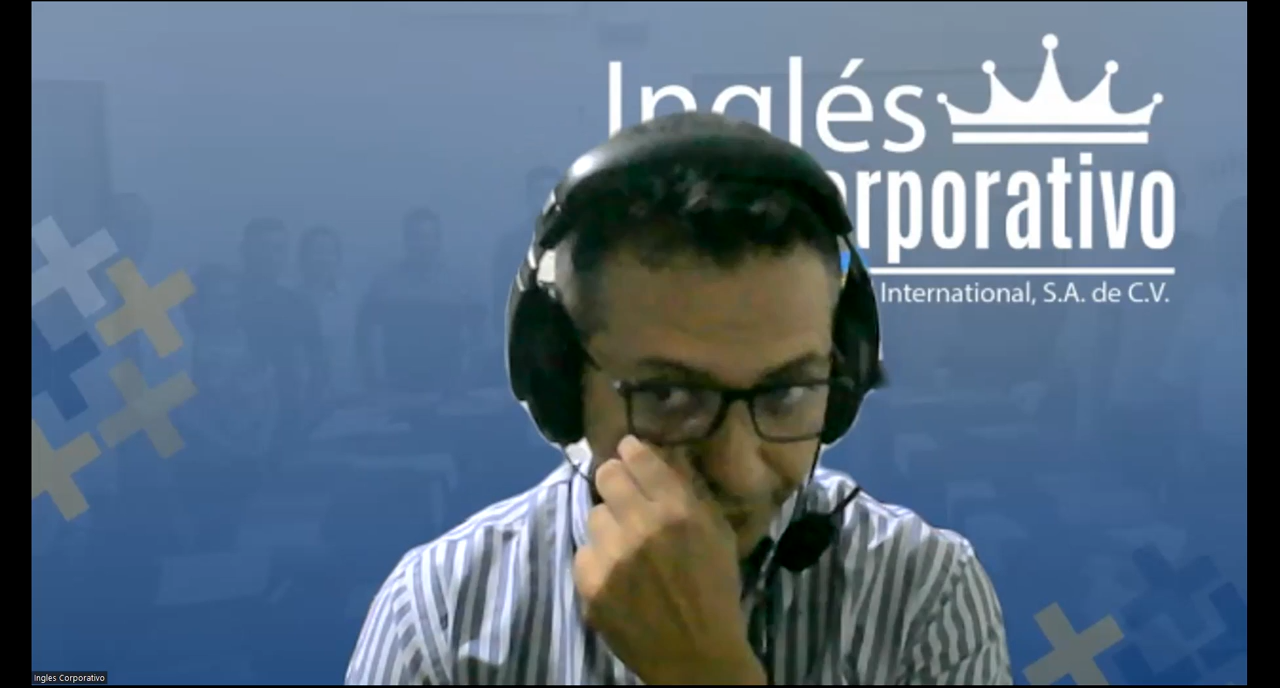 Inglés
orporativo
International, S.A. de C.V.
Ingles Corporativo